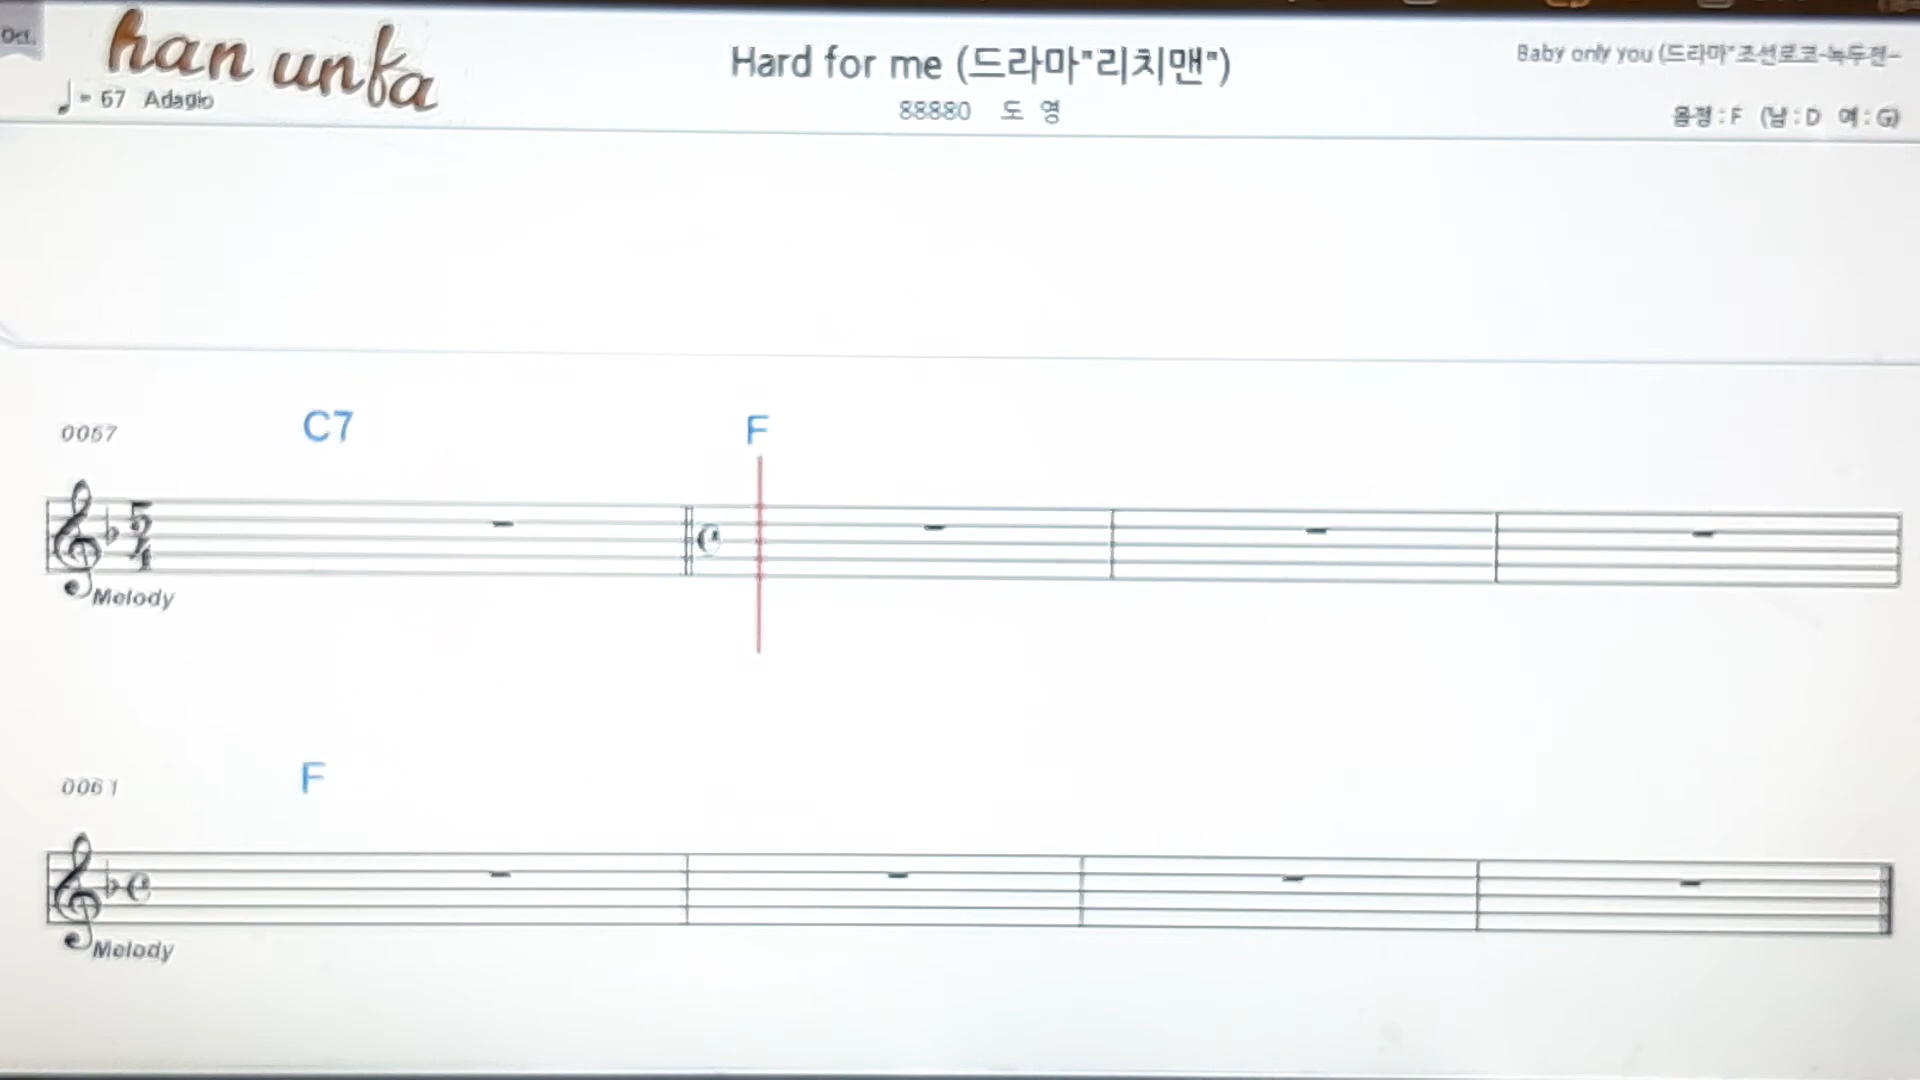 Oct.
han unfa
♩= 67 Adagio
Hard for me (드라마"리치맨")
88880 도 영
Baby only you (드라마"조선로코-녹두전-
음정 : F (남 : D 여 : G)
0057
C7
F
5
4
Melody
0061
F
Melody